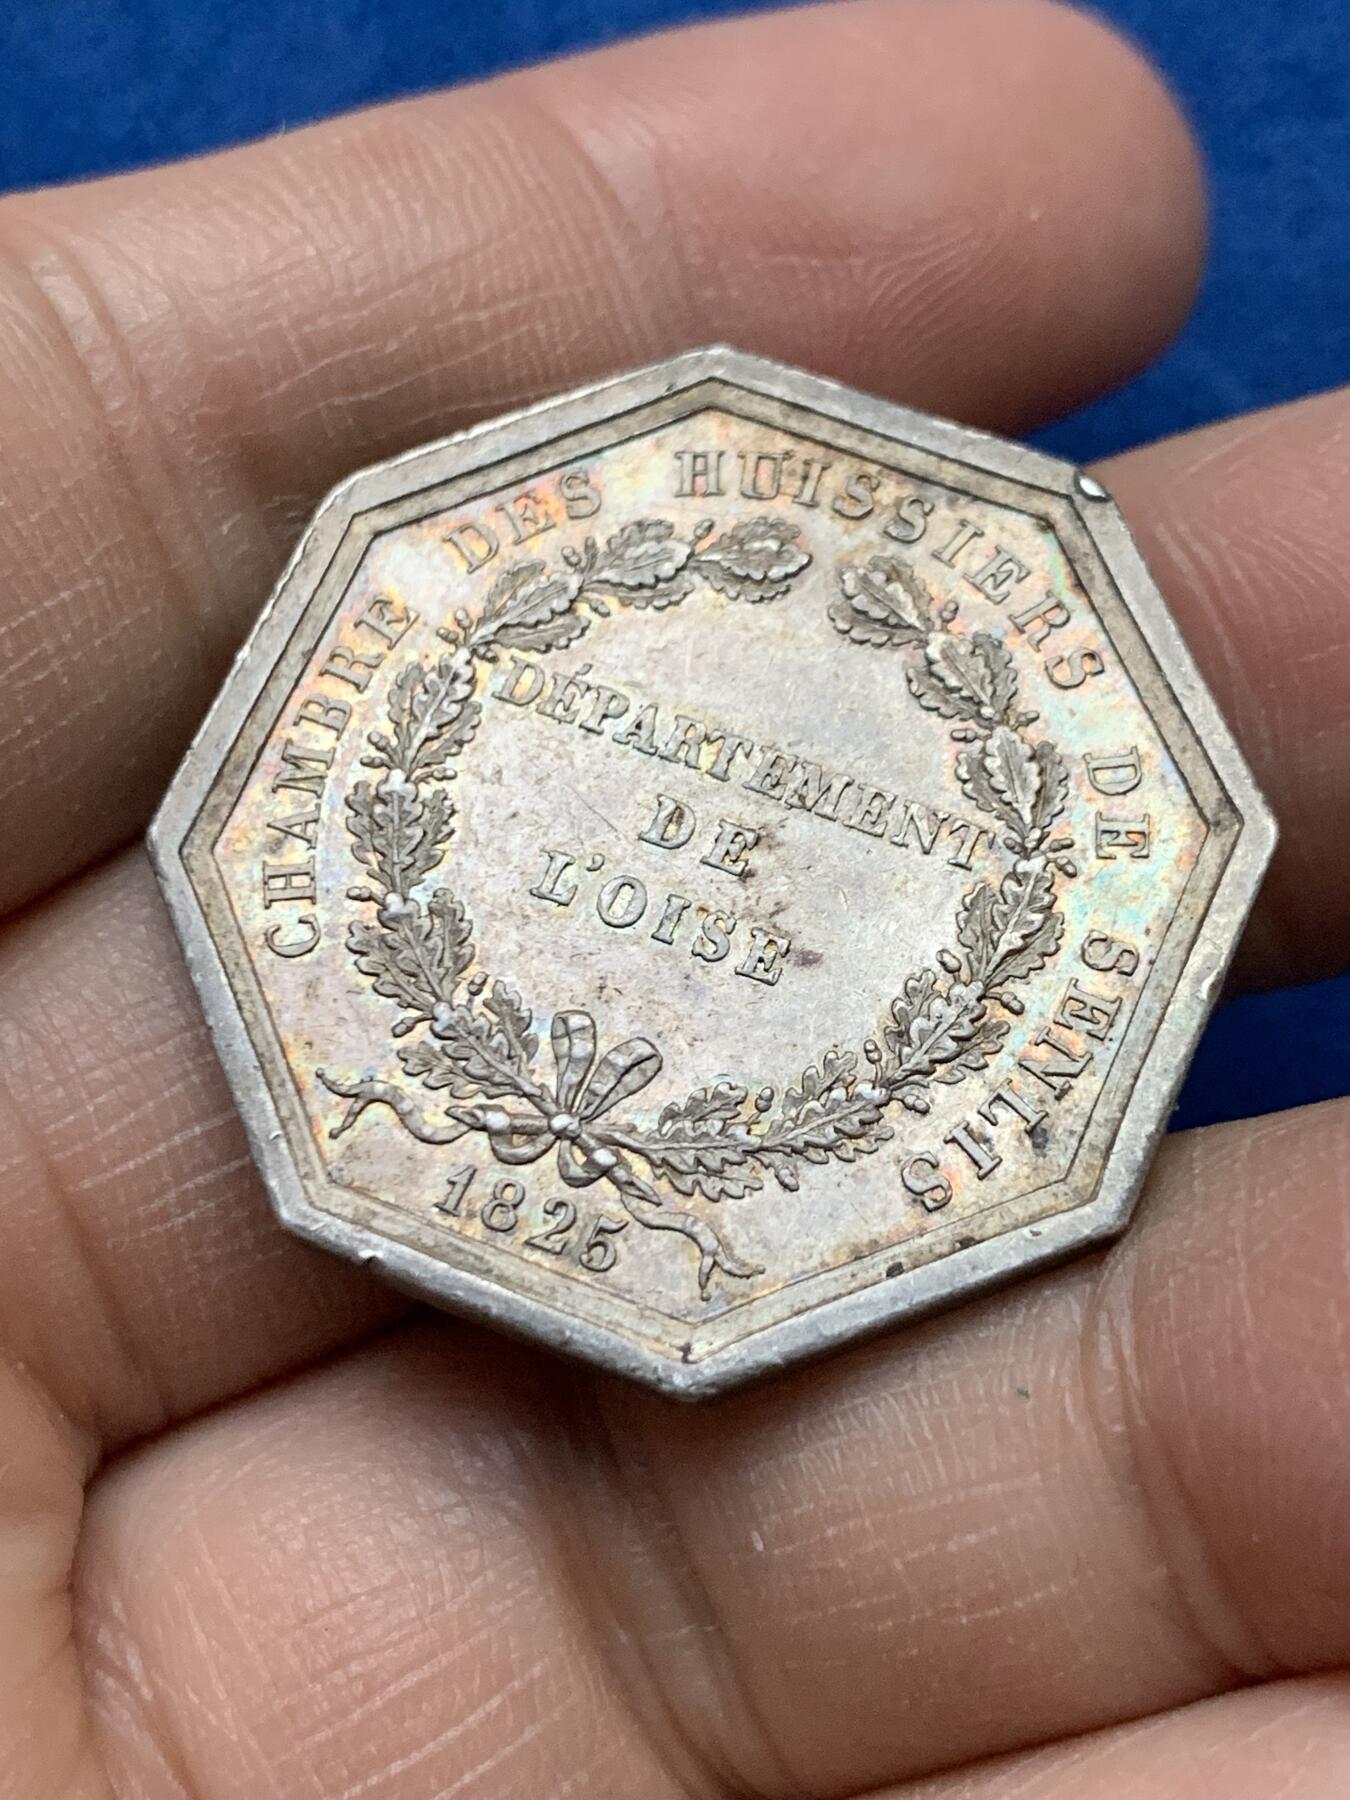 CHAMBRE DES HUISSIERS DE SENLIS
DÉPARTEMENT
DE
L'OISE
1825